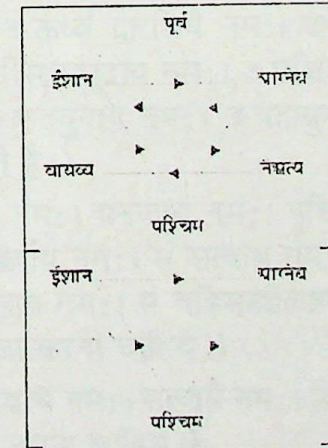 पूर्व
ईशान आग्नेय
वायव्य नैऋत्य
पश्चिम
ईशान आग्नेय
पश्चिम